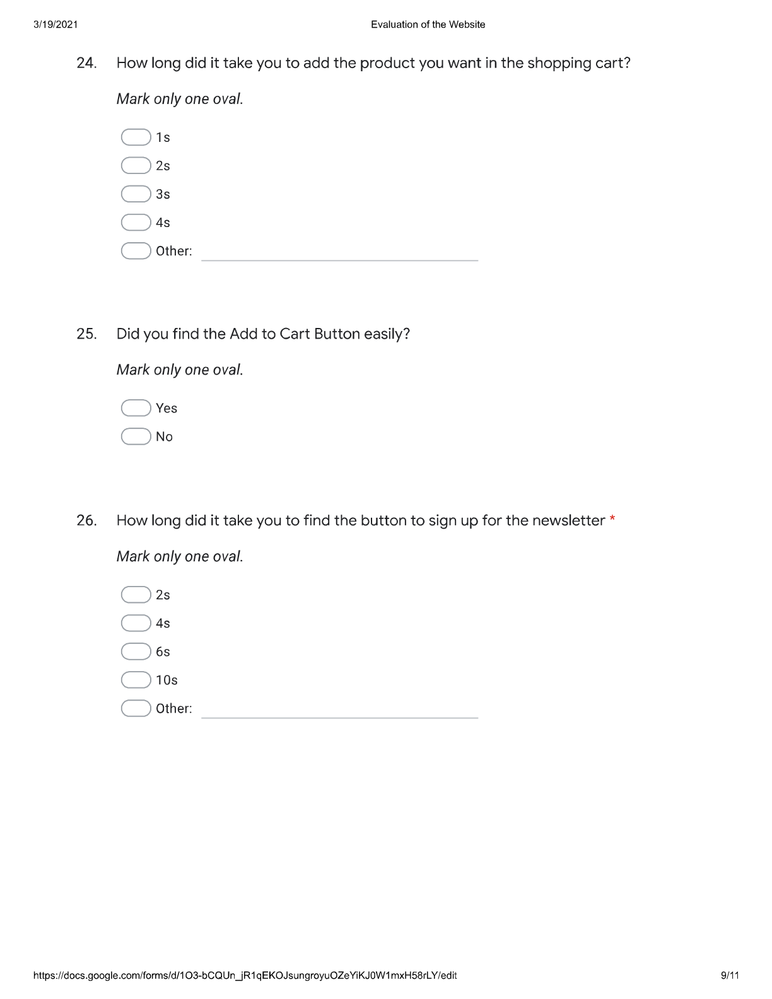 3/19/2021 Evaluation of the Website
24. How long did it take you to add the product you want in the shopping cart?
Mark only one oval.
1s
2s
3s
4s
Other:
25. Did you find the Add to Cart Button easily?
Mark only one oval.
Yes
No
26. How long did it take you to find the button to sign up for the newsletter *
Mark only one oval.
2s
4s
6s
10s
Other:
https://docs.google.com/forms/d/1O3-bCQUn_jR1qEKOJsungroyuOZeYiKJ0W1mxH58rLY/edit 9/11